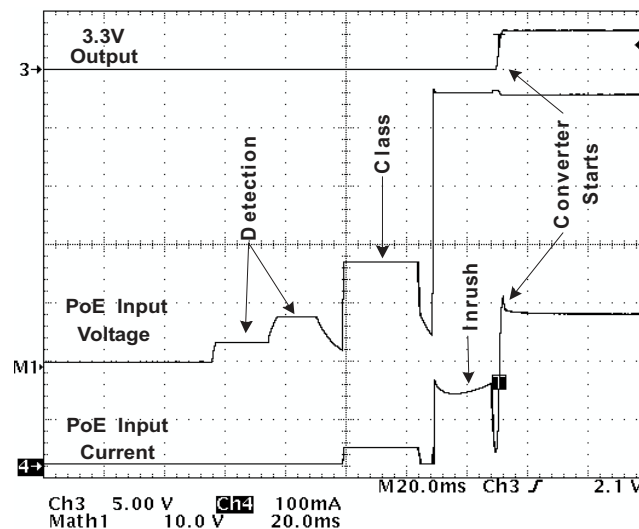 3.3V
Output
3
Detection
Class
Converter
Starts
PoE Input
Voltage
Inrush
M1
T
PoE Input
Current
4
M20.0ms Ch3 2.1 V
Ch3 5.00 V Ch4 100mA
Math1 10.0 V 20.0ms